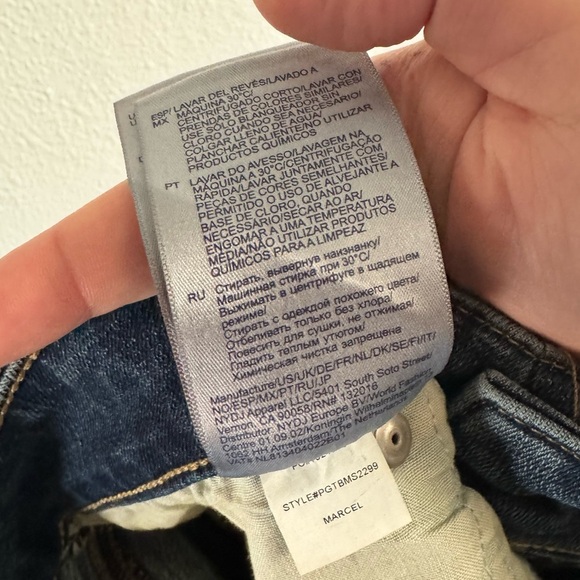 ESP/ LAVAR DEL REVÉS/LAVADO A
MX MÁQUINA 30°C/
CENTRIFUGADO CORTO/LAVAR CON
PRENDAS DE COLORES SIMILARES/
USE SÓLO BLANQUEADOR SIN
CLORO CUANDO SEA NECESARIO/
COLGAR LLENO DE AGUA/
PLANCHAR CALIENTE/NO UTILIZAR
PRODUCTOS QUÍMICOS
PT LAVAR DO AVESSO/LAVAGEM NA
MÁQUINA A 30°C/CENTRIFUGAÇÃO
RÁPIDA/LAVAR JUNTAMENTE COM
PEÇAS DE CORES SEMELHANTES/
PERMITIDO O USO DE ALVEJANTE A
BASE DE CLORO, QUANDO
NECESSÁRIO/SECAR AO AR/
ENGOMAR A UMA TEMPERATURA
MEDIA/NÃO UTILIZAR PRODUTOS
QUÍMICOS PARA A LIMPEZA
RU Стирать, вывернув наизнанку/
Машинная стирка при 30°C/
Выжимать в центрифуге в щадящем
режиме/
Стирать с одеждой похожего цвета/
Отбеливать только без хлора/
Повесить для сушки, не отжимая/
Гладить теплым утюгом/
Химическая чистка запрещена
Manufacture/US/UK/DE/FR/NL/DK/SE/FI/IT/
NO/ESP/MX/PT/RU/JP
NYDJ Apparel LLC/5401 South Soto Street/
Vernon, CA 90058/RN# 132016
Distributor, NYDJ Europe BV/World Fashion
Centre 01 09.02/Koningin Wilhelminaplein
1062 HH Amsterdam/The Netherlands
VAT# NL813404022B01
STYLE#PGTBMS2299
MARCEL